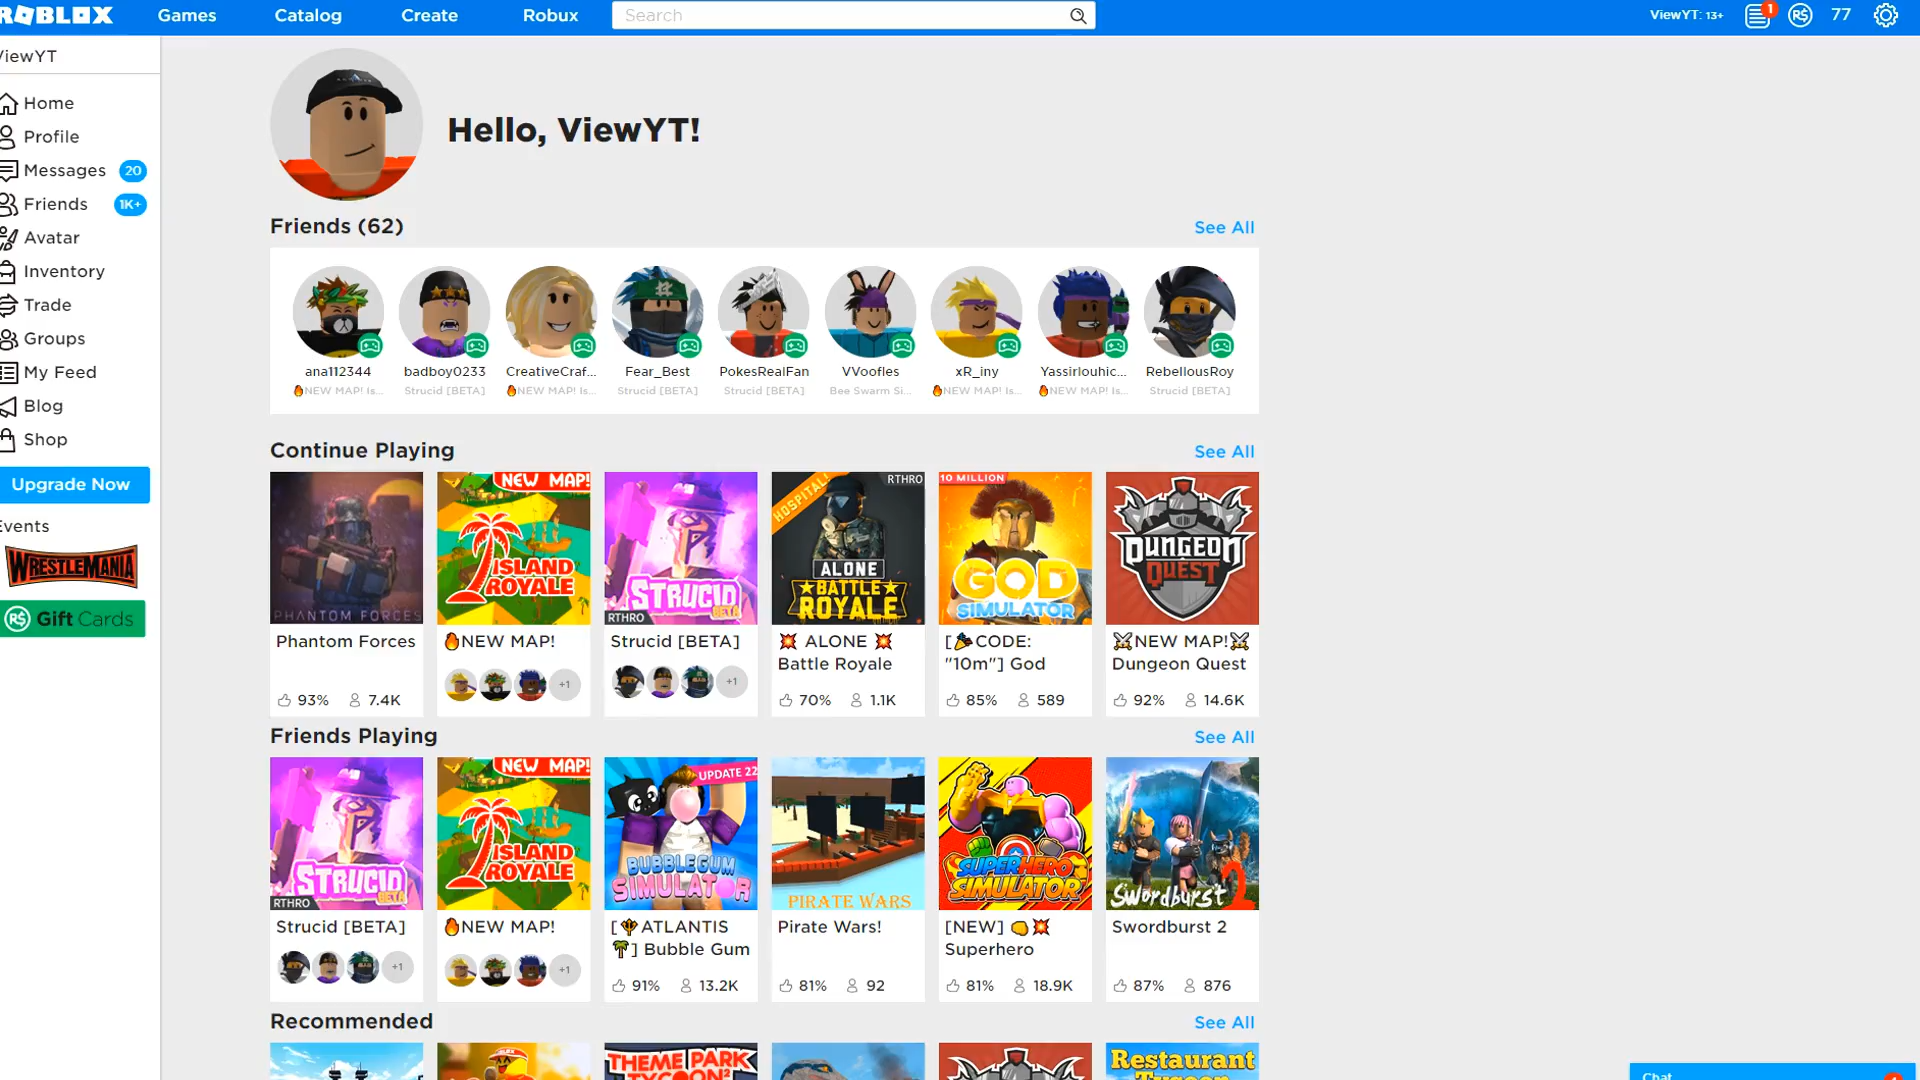 ROBLOX
Games
Catalog
Create
Robux
Search
ViewYT: 13+
1
77
ViewYT
Home
Profile
Messages 20
Friends 1K+
Avatar
Inventory
Trade
Groups
My Feed
Blog
Shop
Upgrade Now
Events
WRESTLEMANIA
Gift Cards
Hello, ViewYT!
Friends (62)
See All
ana112344
🔥NEW MAP! Is...
badboy0233
Strucid [BETA]
CreativeCraf...
🔥NEW MAP! Is...
Fear_Best
Strucid [BETA]
PokesRealFan
Strucid [BETA]
VVoofles
Bee Swarm Si...
xR_iny
🔥NEW MAP! Is...
Yassirlouhic...
🔥NEW MAP! Is...
RebellousRoy
Strucid [BETA]
Continue Playing
See All
PHANTOM FORCES
Phantom Forces
93% 7.4K
NEW MAP!
ISLAND
ROYALE
🔥NEW MAP!
+1
STRUCID
BETA
RTHRO
Strucid [BETA]
+1
HOSPITAL!
RTHRO
ALONE
BATTLE
ROYALE
💥 ALONE 💥
Battle Royale
70% 1.1K
10 MILLION
GOD
SIMULATOR
[🎉CODE:
"10m"] God
85% 589
DUNGEON
QUEST
⚔️NEW MAP!⚔️
Dungeon Quest
92% 14.6K
Friends Playing
See All
STRUCID
BETA
RTHRO
Strucid [BETA]
+1
NEW MAP!
ISLAND
ROYALE
🔥NEW MAP!
+1
UPDATE 22
BUBBLEGUM
SIMULATOR
[🔱ATLANTIS
🌴] Bubble Gum
91% 13.2K
PIRATE WARS
Pirate Wars!
81% 92
SUPERHERO
SIMULATOR
[NEW] 👊💥
Superhero
81% 18.9K
Swordburst 2
Swordburst 2
87% 876
Recommended
See All
THEME PARK
TYCOON 2
Restaurant
Tycoon
Chat